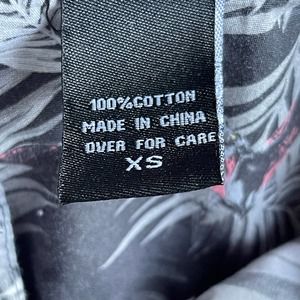 100%COTTON
MADE IN CHINA
OVER FOR CARE
XS